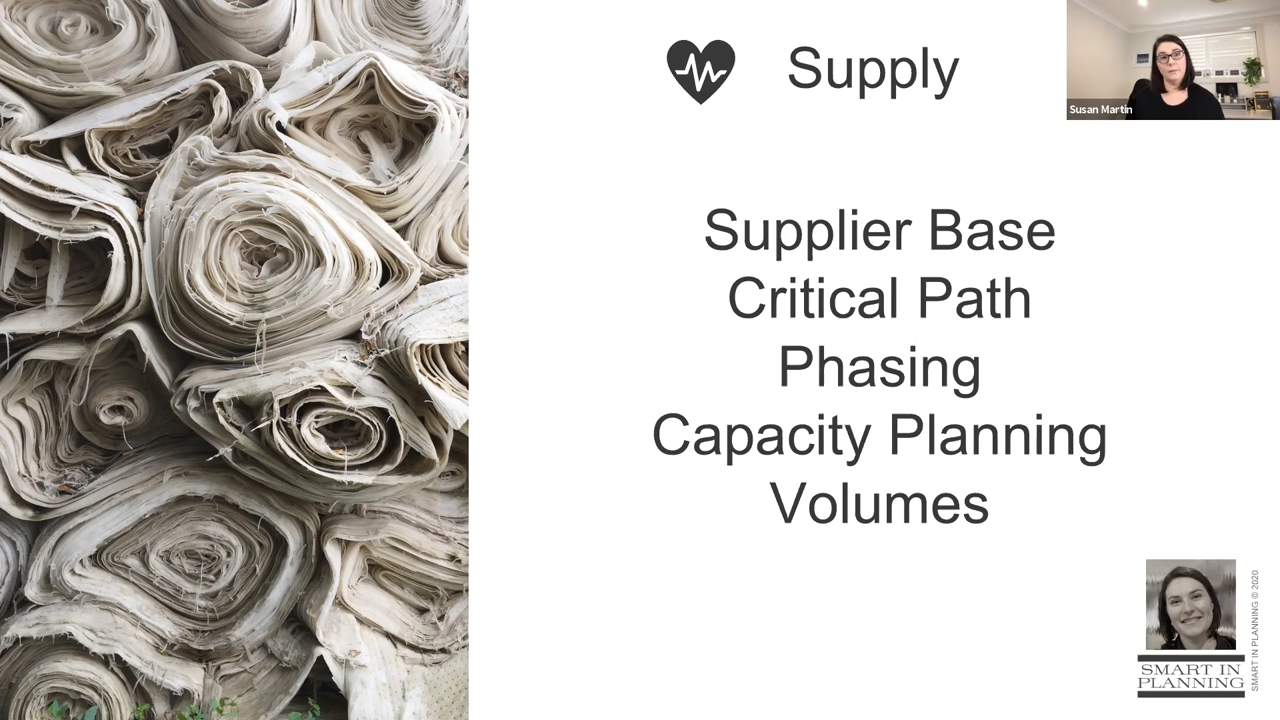 Supply
Susan Martin
Supplier Base
Critical Path
Phasing
Capacity Planning
Volumes
SMART IN
PLANNING
SMART IN PLANNING © 2020